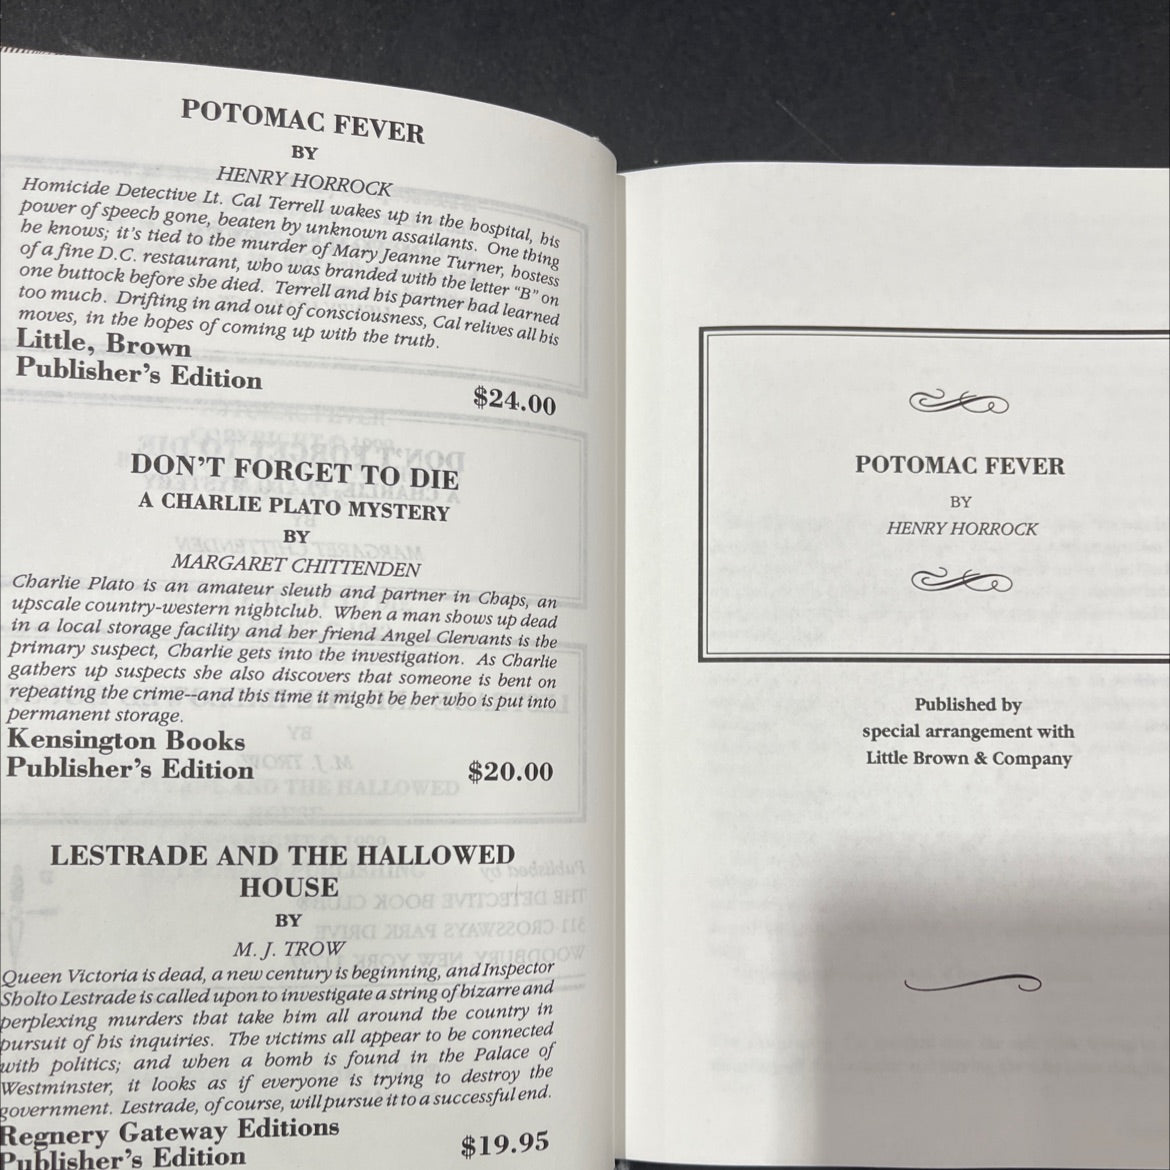 POTOMAC FEVER
BY
HENRY HORROCK
Homicide Detective Lt. Cal Terrell wakes up in the hospital, his
power of speech gone, beaten by unknown assailants. One thing
he knows; it's tied to the murder of Mary Jeanne Turner, hostess
of a fine D.C. restaurant, who was branded with the letter "B" on
one buttock before she died. Terrell and his partner had learned
too much. Drifting in and out of consciousness, Cal relives all his
moves, in the hopes of coming up with the truth.
Little, Brown
Publisher's Edition
$24.00
DON'T FORGET TO DIE
A CHARLIE PLATO MYSTERY
BY
MARGARET CHITTENDEN
Charlie Plato is an amateur sleuth and partner in Chaps, an
upscale country-western nightclub. When a man shows up dead
in a local storage facility and her friend Angel Clervants is the
primary suspect, Charlie gets into the investigation. As Charlie
gathers up suspects she also discovers that someone is bent on
repeating the crime--and this time it might be her who is put into
permanent storage.
Kensington Books
Publisher's Edition
$20.00
LESTRADE AND THE HALLOWED
HOUSE
BY
M. J. TROW
Queen Victoria is dead, a new century is beginning, and Inspector
Sholto Lestrade is called upon to investigate a string of bizarre and
perplexing murders that take him all around the country in
pursuit of his inquiries. The victims all appear to be connected
with politics; and when a bomb is found in the Palace of
Westminster, it looks as if everyone is trying to destroy the
government. Lestrade, of course, will pursue it to a successful end.
Regnery Gateway Editions
Publisher's Edition
$19.95
POTOMAC FEVER
BY
HENRY HORROCK
Published by
special arrangement with
Little Brown & Company